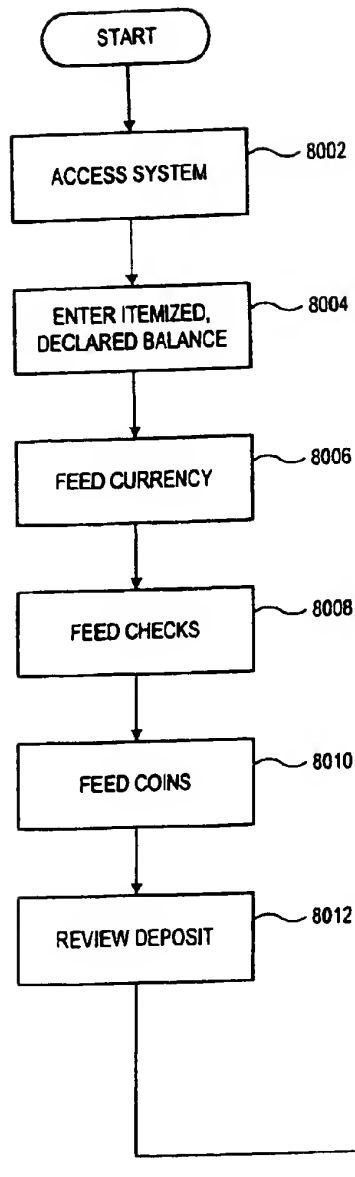 START
ACCESS SYSTEM
8002
ENTER ITEMIZED,
DECLARED BALANCE
8004
FEED CURRENCY
8006
FEED CHECKS
8008
FEED COINS
8010
REVIEW DEPOSIT
8012